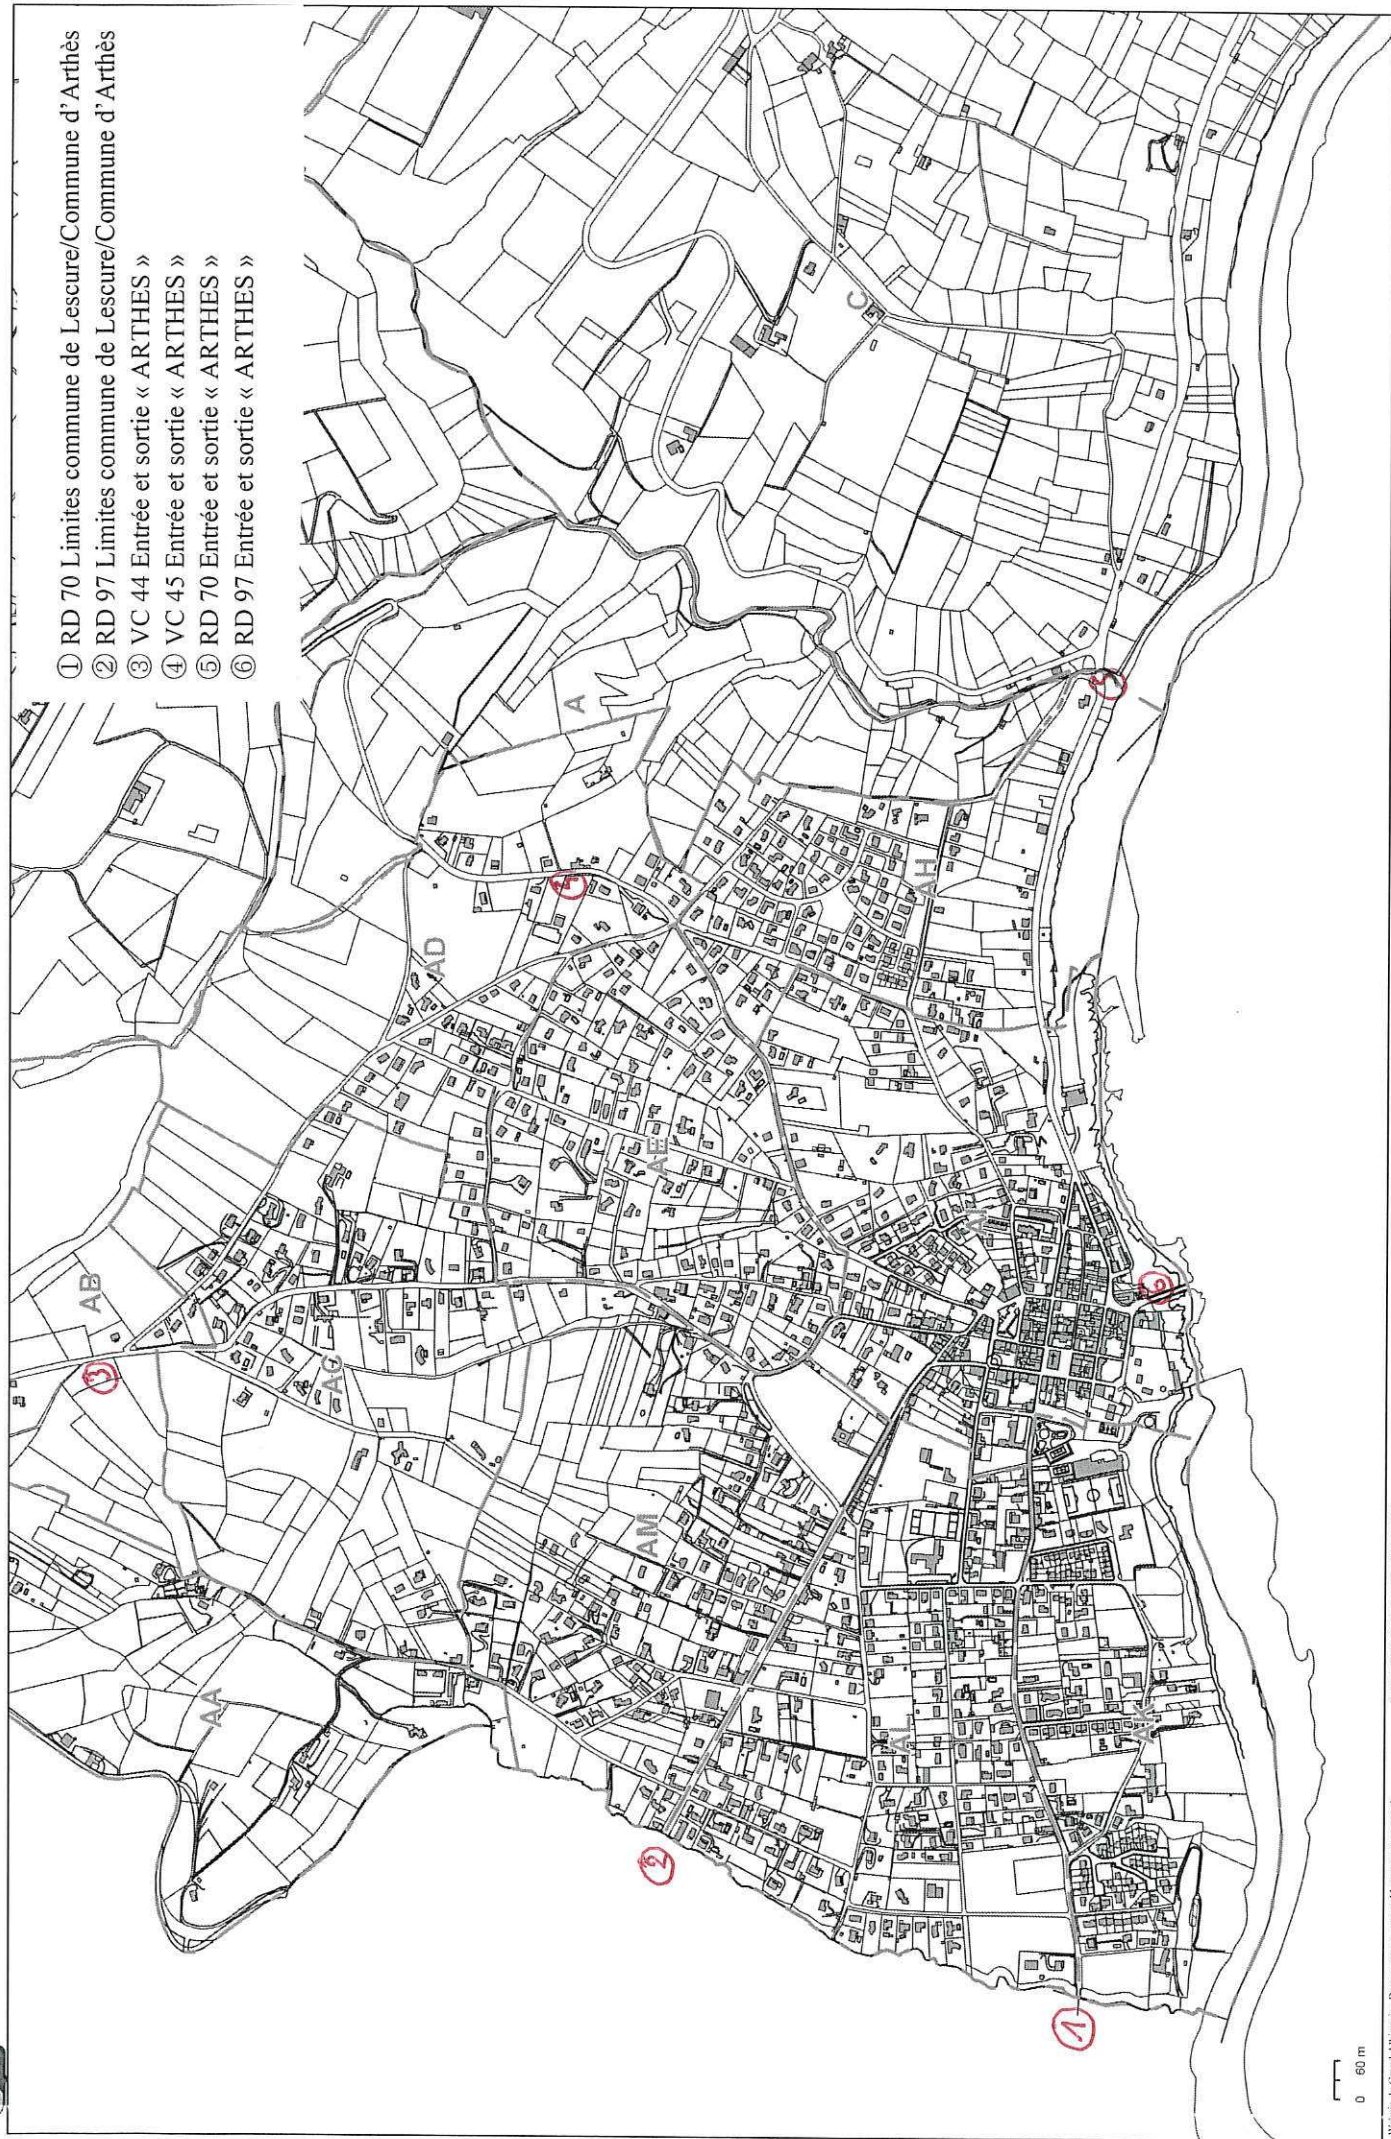 ① RD 70 Limites commune de Lescure/Commune d'Arthès
② RD 97 Limites commune de Lescure/Commune d'Arthès
③ VC 44 Entrée et sortie « ARTHES »
④ VC 45 Entrée et sortie « ARTHES »
⑤ RD 70 Entrée et sortie « ARTHES »
⑥ RD 97 Entrée et sortie « ARTHES »
AA
AB
3
AC
AD
4
A
C
AM
AE
2
AH
5
AL
AI
AK
6
1
0 60 m